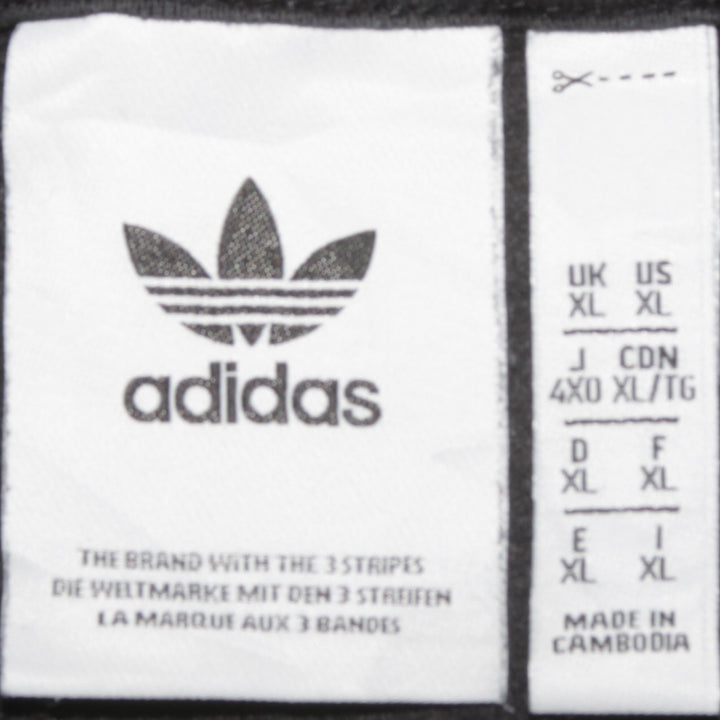 adidas
THE BRAND WITH THE 3 STRIPES
DIE WELTMARKE MIT DEN 3 STREIFEN
LA MARQUE AUX 3 BANDES
UK US
XL XL
J CDN
4XO XL/TG
D F
XL XL
E I
XL XL
MADE IN
CAMBODIA